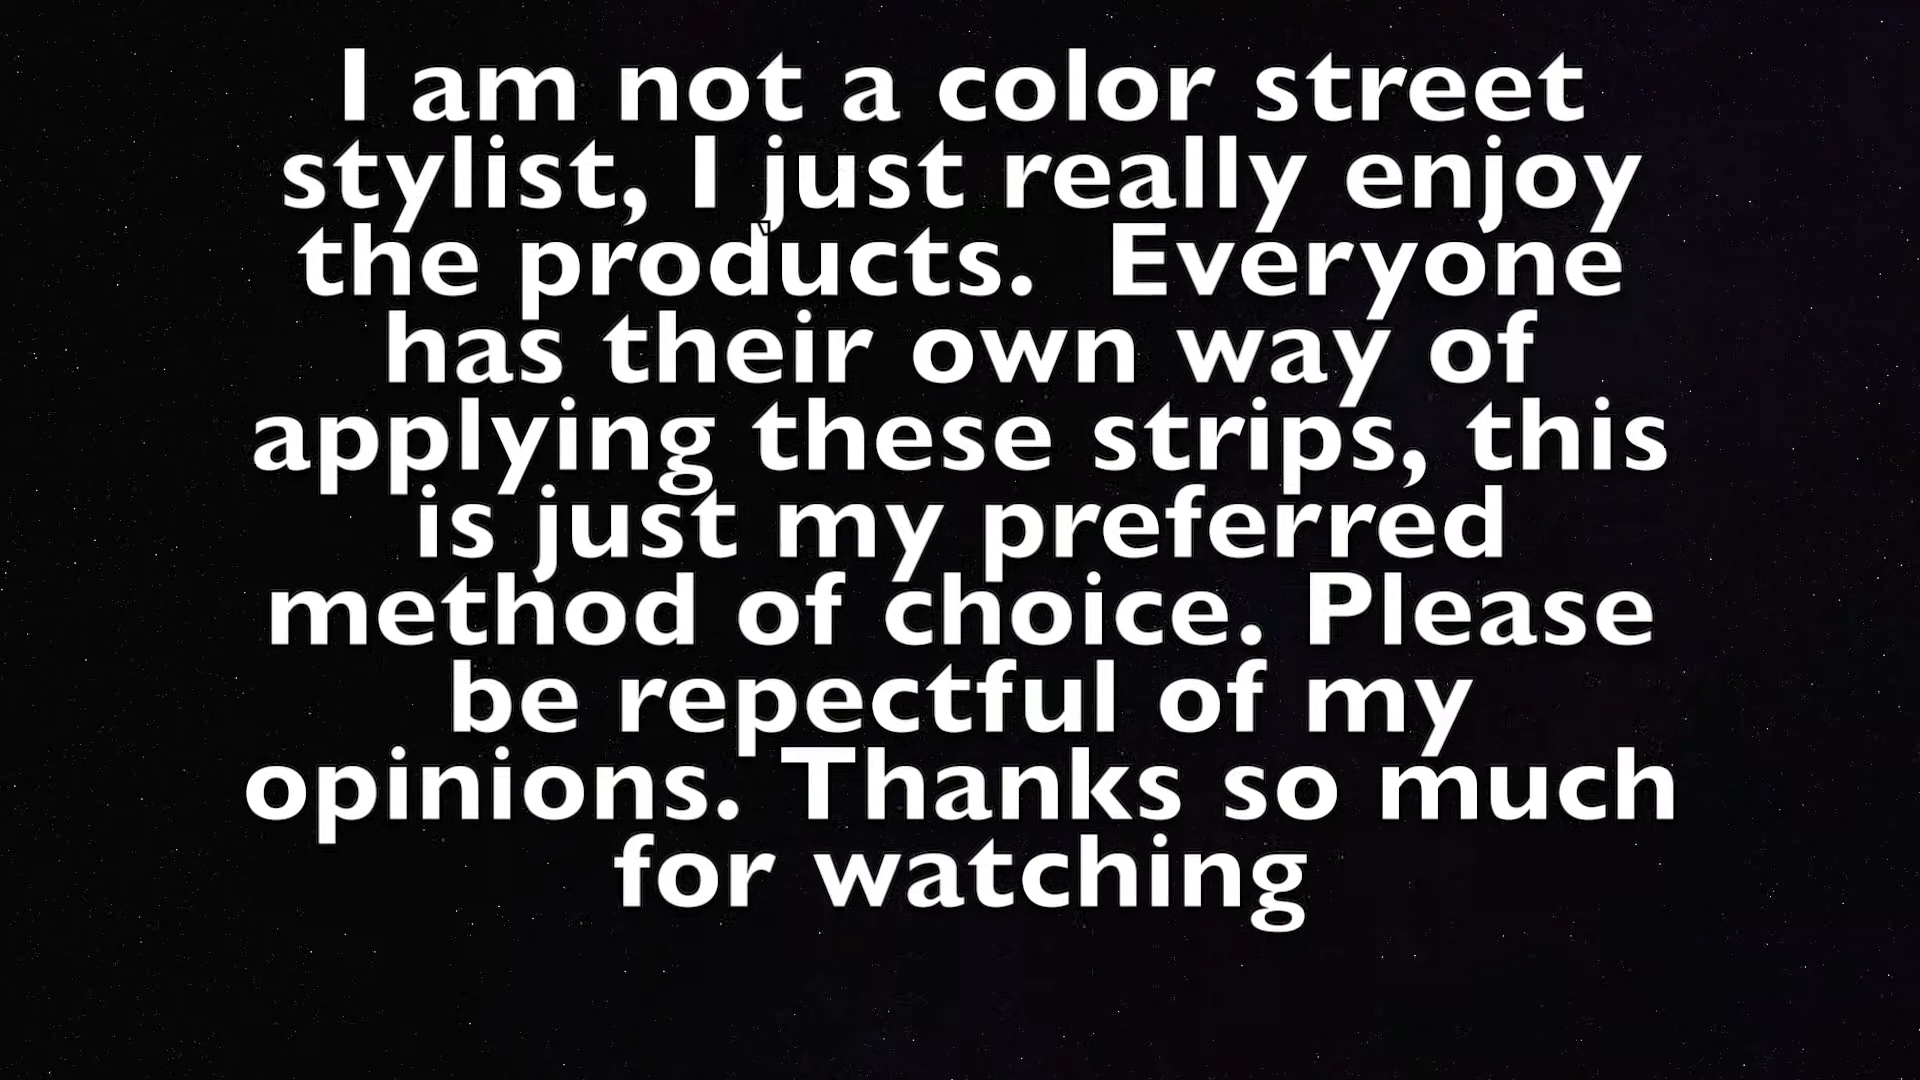 I am not a color street
stylist, I just really enjoy
the products.  Everyone
has their own way of
applying these strips, this
is just my preferred
method of choice. Please
be repectful of my
opinions. Thanks so much
for watching